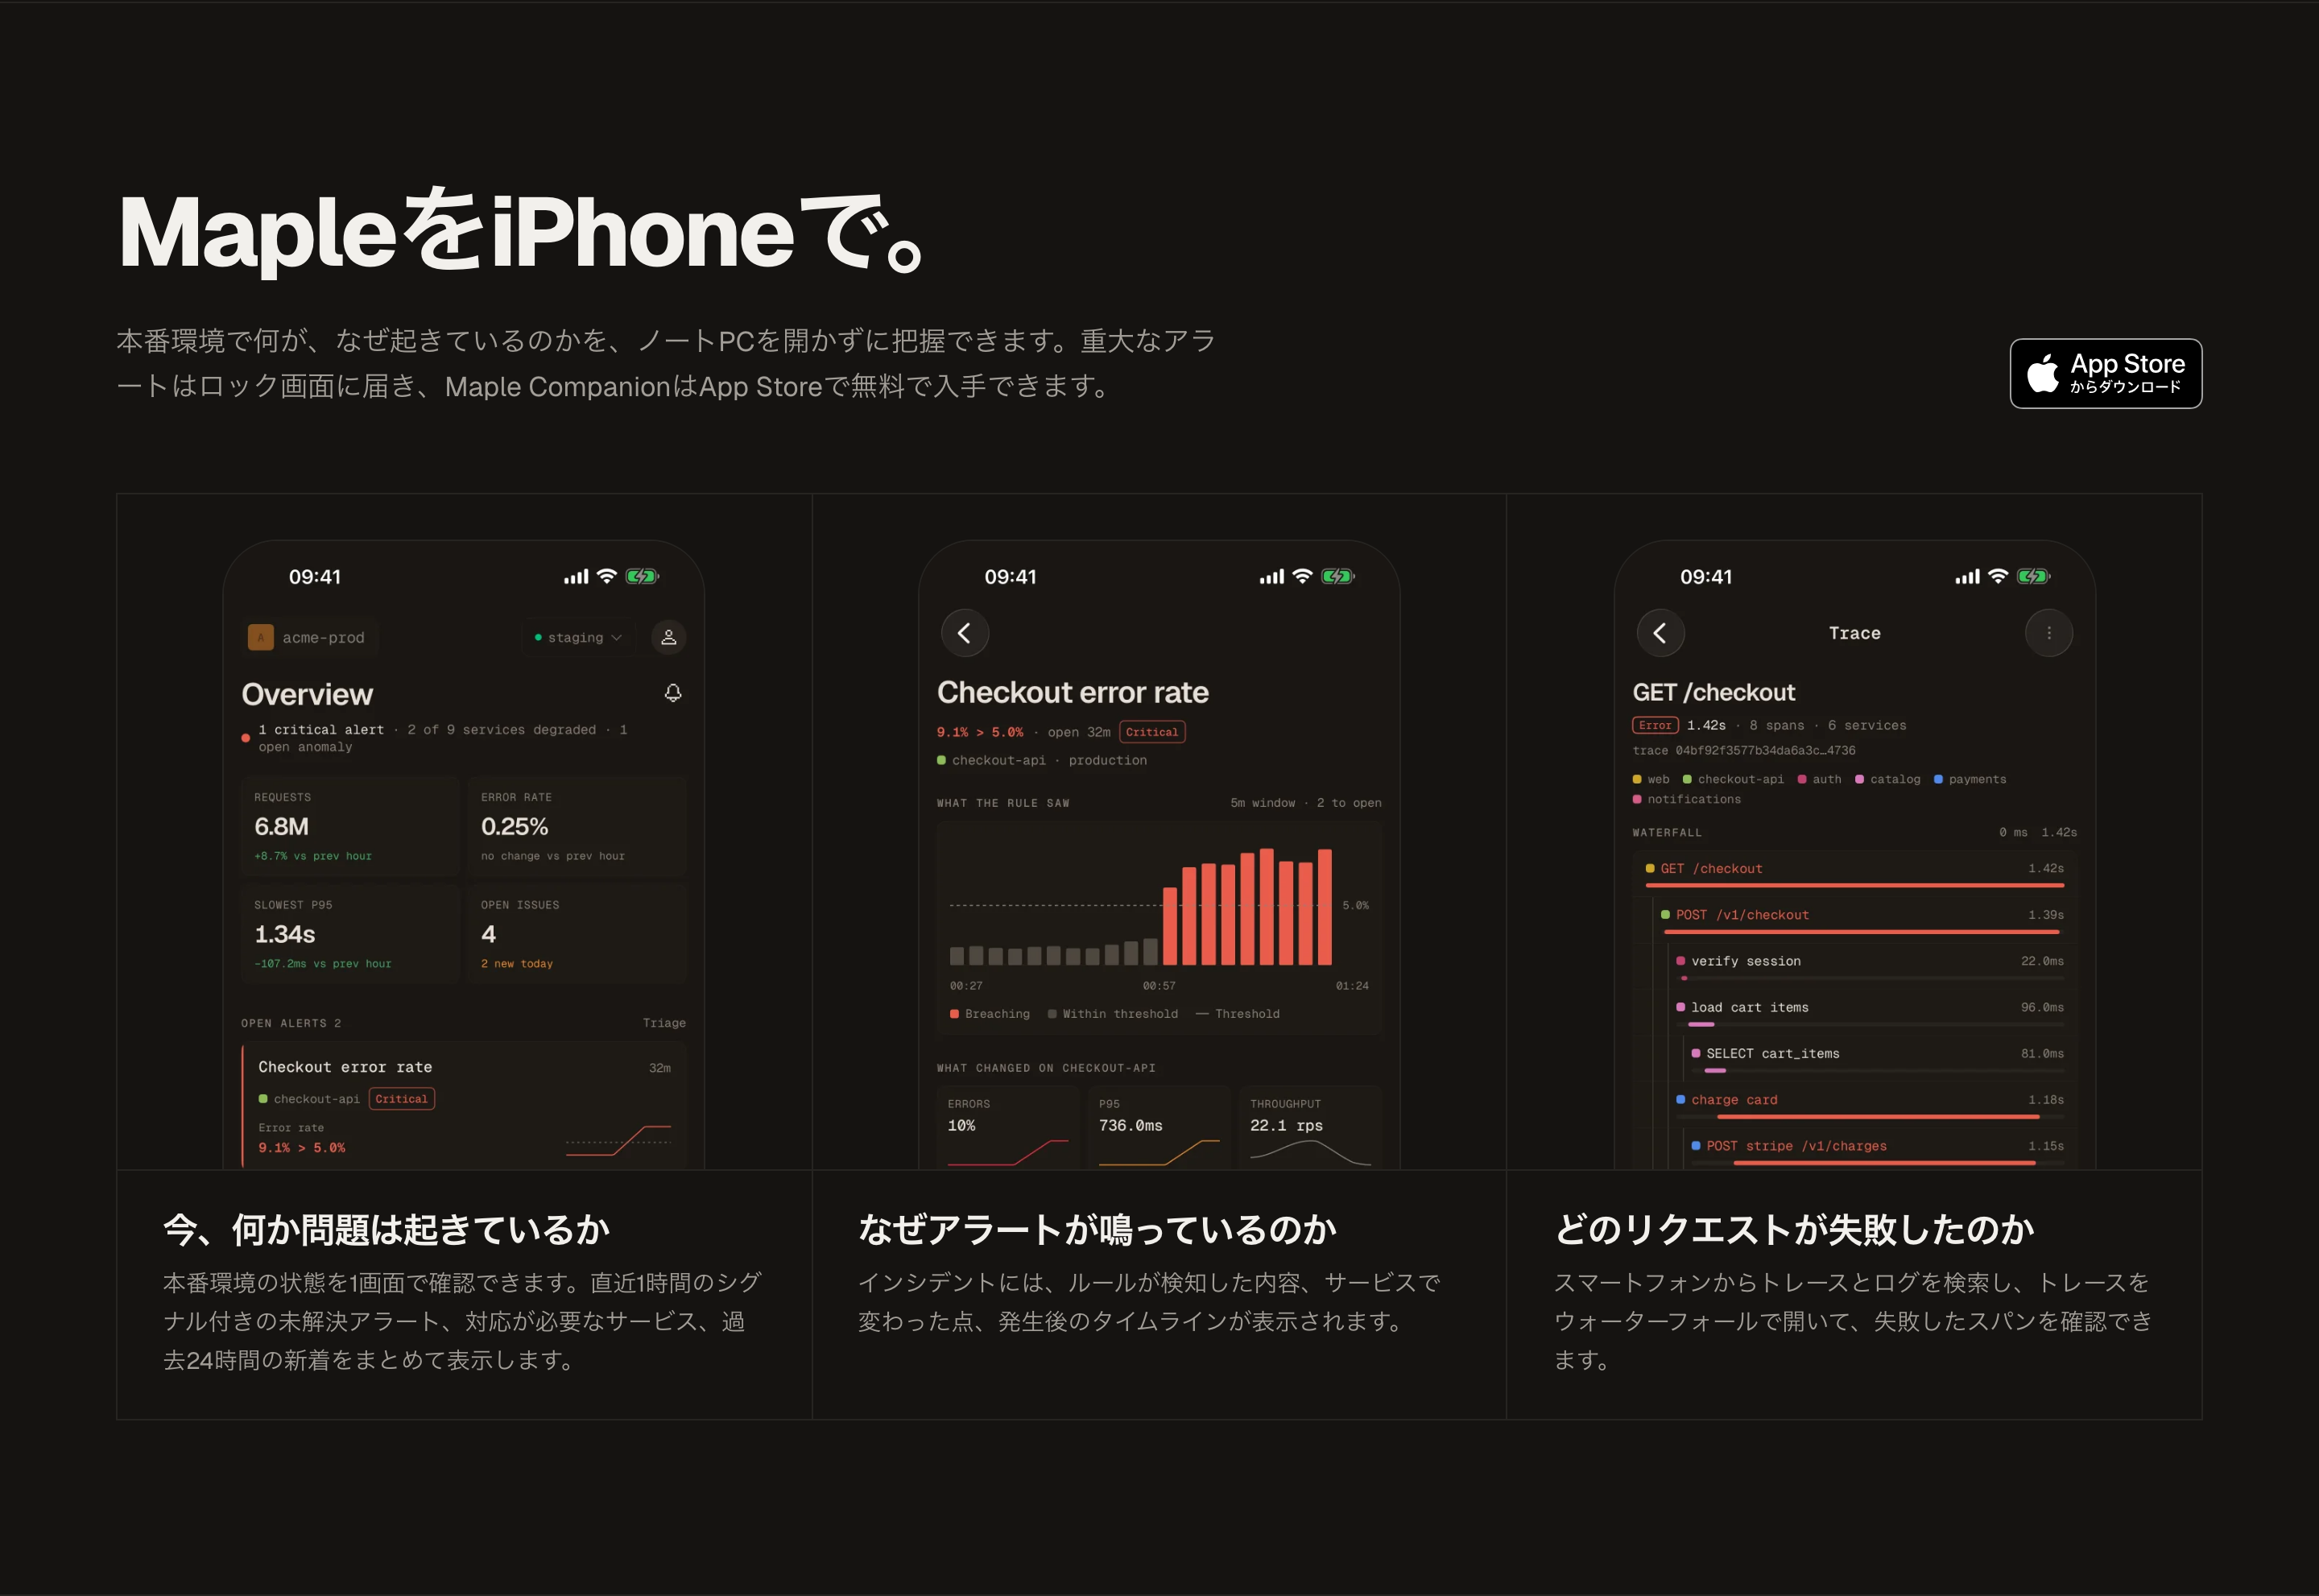 MapleをiPhoneで。
本番環境で何が、なぜ起きているのかを、ノートPCを開かずに把握できます。重大なアラ
ートはロック画面に届き、Maple CompanionはApp Storeで無料で入手できます。
App Store
からダウンロード
09:41
A acme-prod
staging
Overview
1 critical alert · 2 of 9 services degraded · 1
open anomaly
REQUESTS
6.8M
+8.7% vs prev hour
ERROR RATE
0.25%
no change vs prev hour
SLOWEST P95
1.34s
−107.2ms vs prev hour
OPEN ISSUES
4
2 new today
OPEN ALERTS 2
Triage
Checkout error rate
32m
checkout-api Critical
Error rate
9.1% > 5.0%
今、何か問題は起きているか
本番環境の状態を1画面で確認できます。直近1時間のシグ
ナル付きの未解決アラート、対応が必要なサービス、過
去24時間の新着をまとめて表示します。
09:41
Checkout error rate
9.1% > 5.0% · open 32m Critical
checkout-api · production
WHAT THE RULE SAW
5m window · 2 to open
5.0%
00:27 00:57 01:24
Breaching Within threshold Threshold
WHAT CHANGED ON CHECKOUT-API
ERRORS
10%
P95
736.0ms
THROUGHPUT
22.1 rps
なぜアラートが鳴っているのか
インシデントには、ルールが検知した内容、サービスで
変わった点、発生後のタイムラインが表示されます。
09:41
Trace
GET /checkout
Error 1.42s · 8 spans · 6 services
trace 04bf92f3577b34da6a3c…4736
web checkout-api auth catalog payments
notifications
WATERFALL
0 ms 1.42s
GET /checkout 1.42s
POST /v1/checkout 1.39s
verify session 22.0ms
load cart items 96.0ms
SELECT cart_items 81.0ms
charge card 1.18s
POST stripe /v1/charges 1.15s
どのリクエストが失敗したのか
スマートフォンからトレースとログを検索し、トレースを
ウォーターフォールで開いて、失敗したスパンを確認でき
ます。